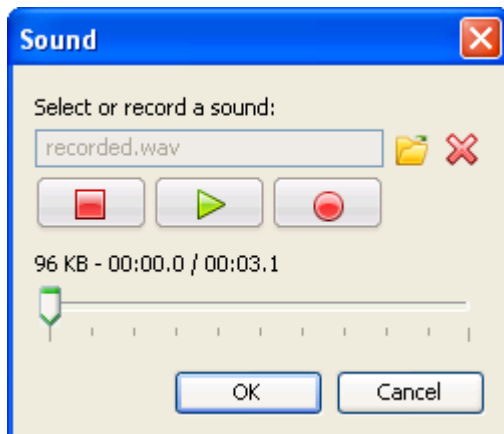 Sound
Select or record a sound:
recorded.wav
96 KB - 00:00.0 / 00:03.1
OK Cancel